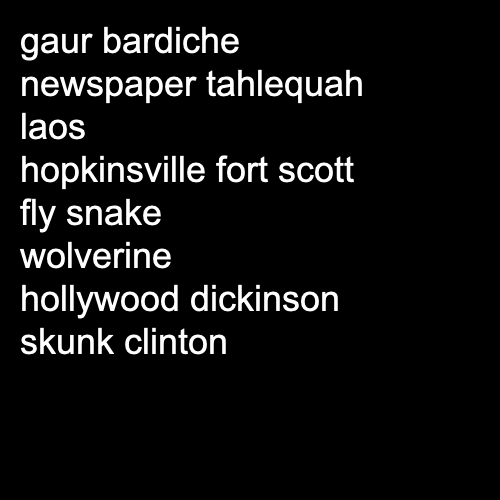 gaur bardiche
newspaper tahlequah
laos
hopkinsville fort scott
fly snake
wolverine
hollywood dickinson
skunk clinton